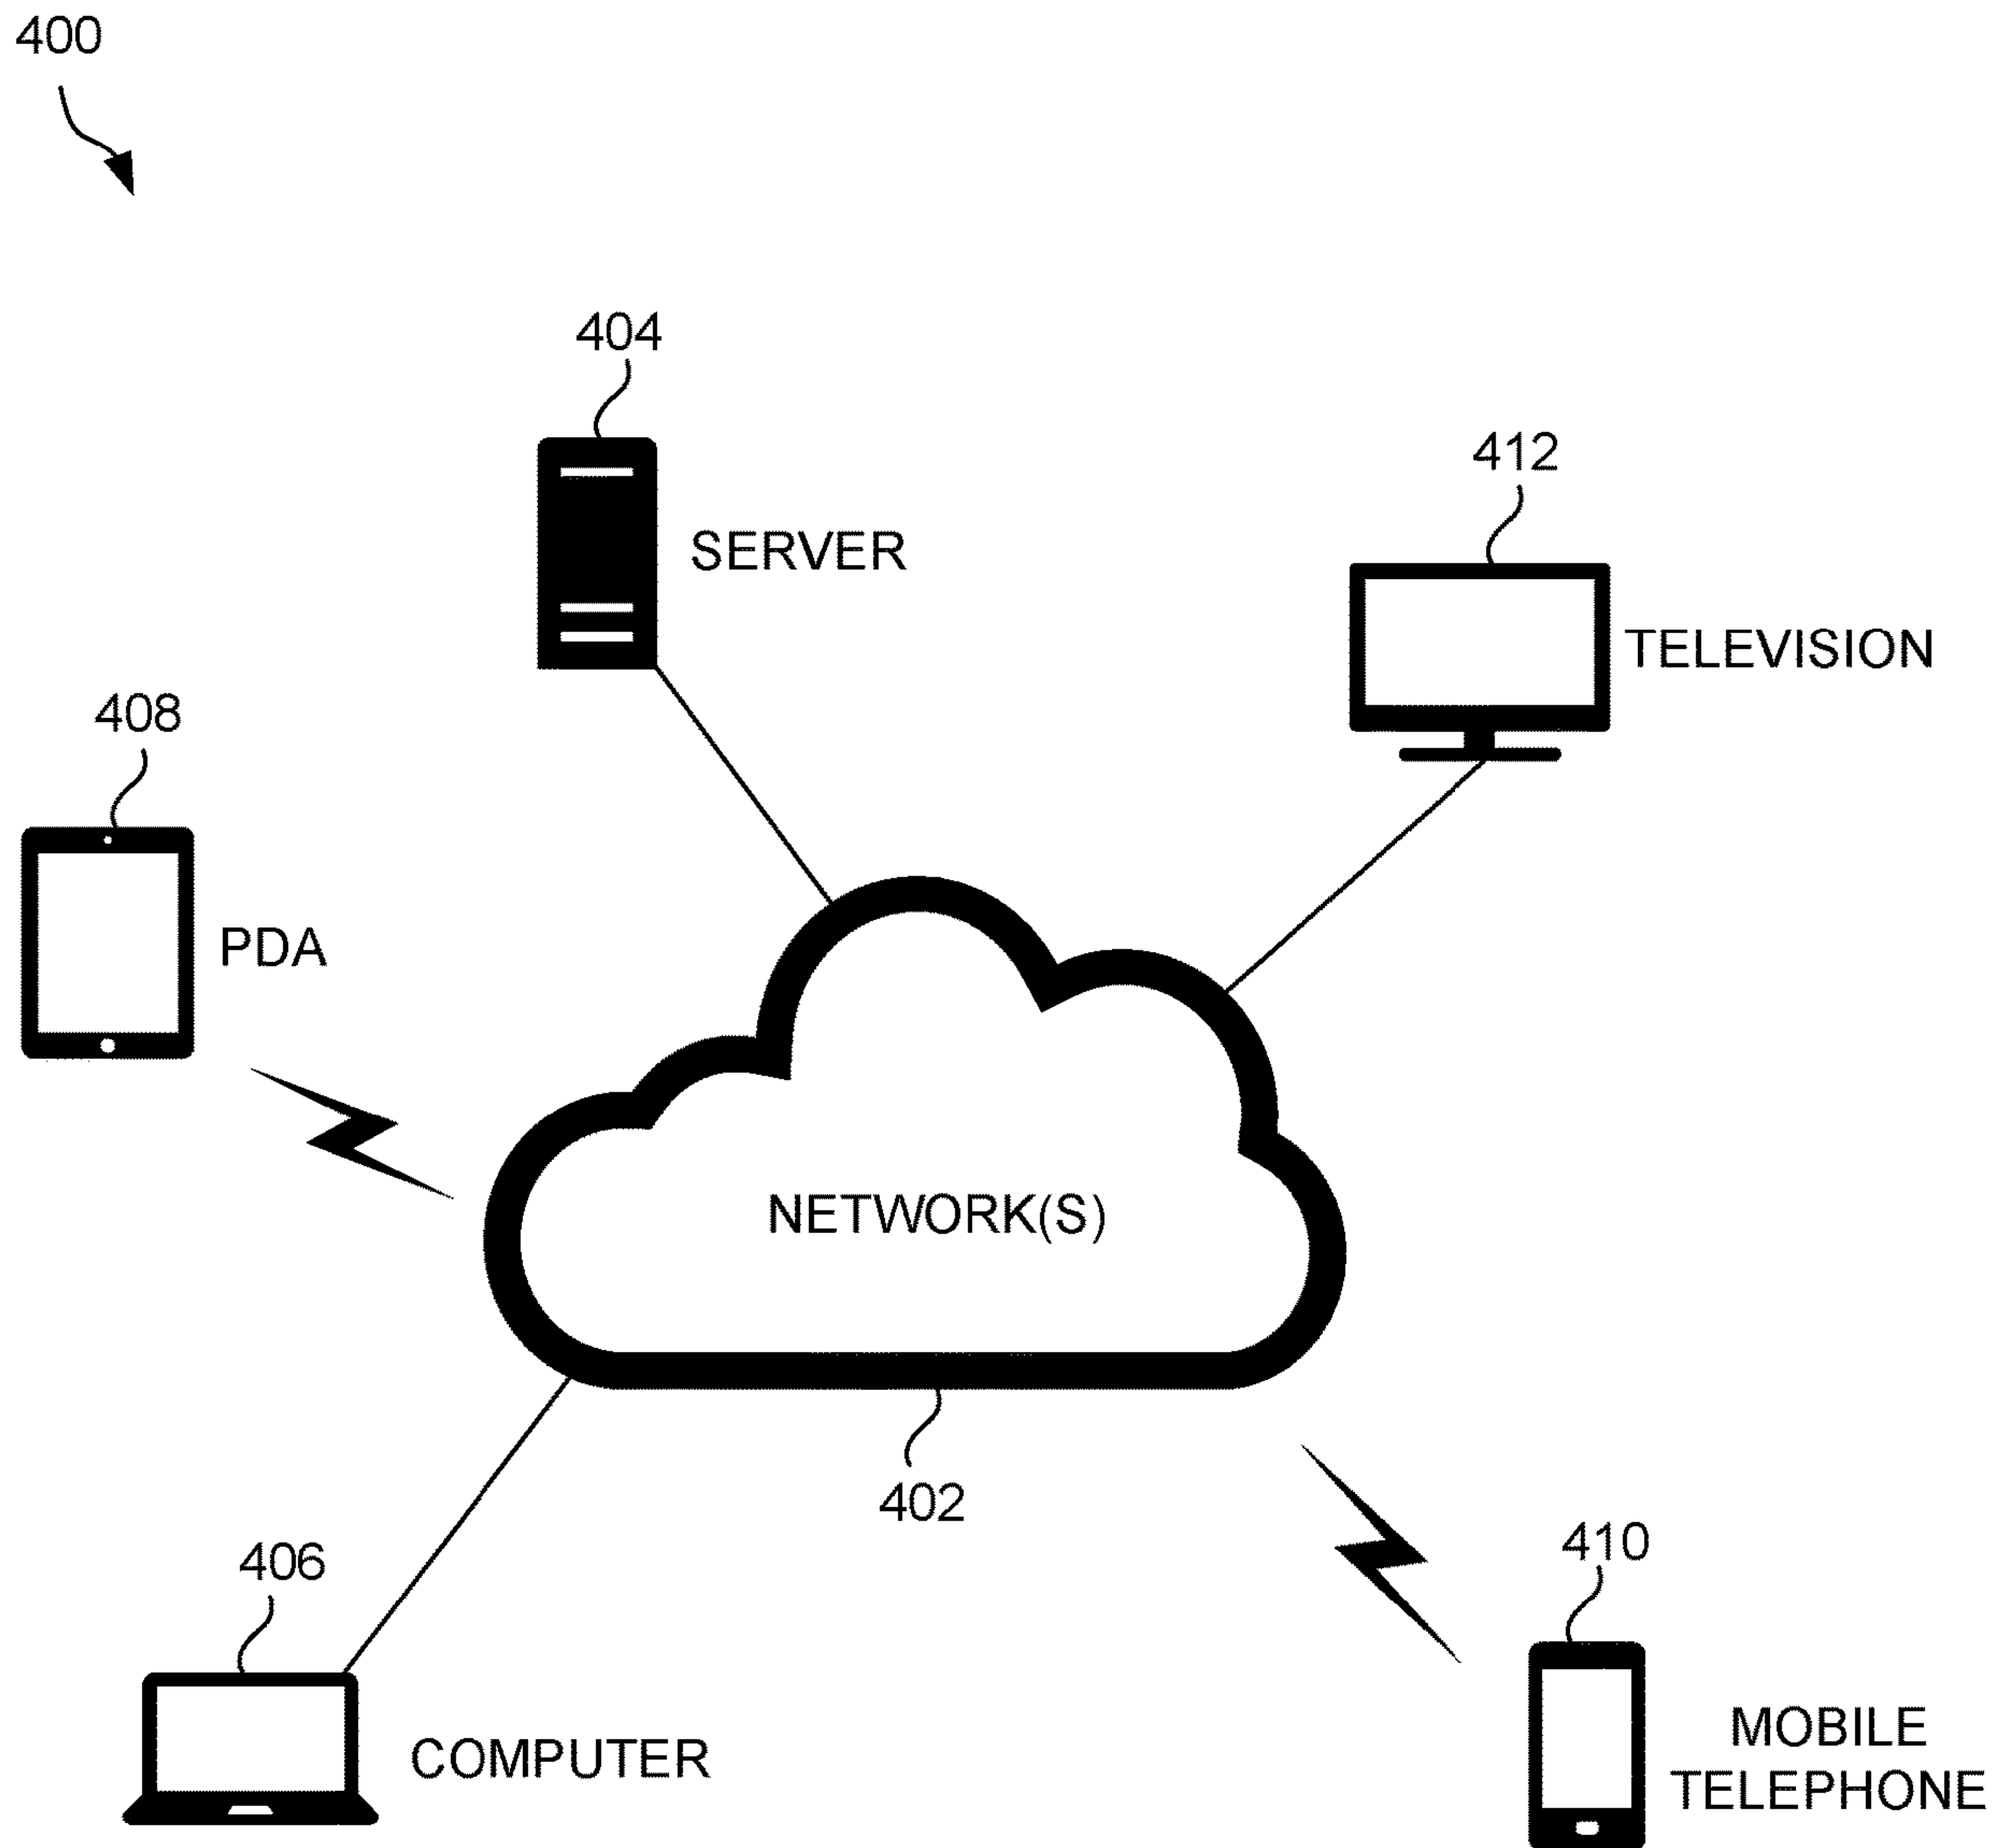 400
404
412
SERVER
TELEVISION
408
PDA
NETWORK(S)
402
406
410
COMPUTER
MOBILE
TELEPHONE